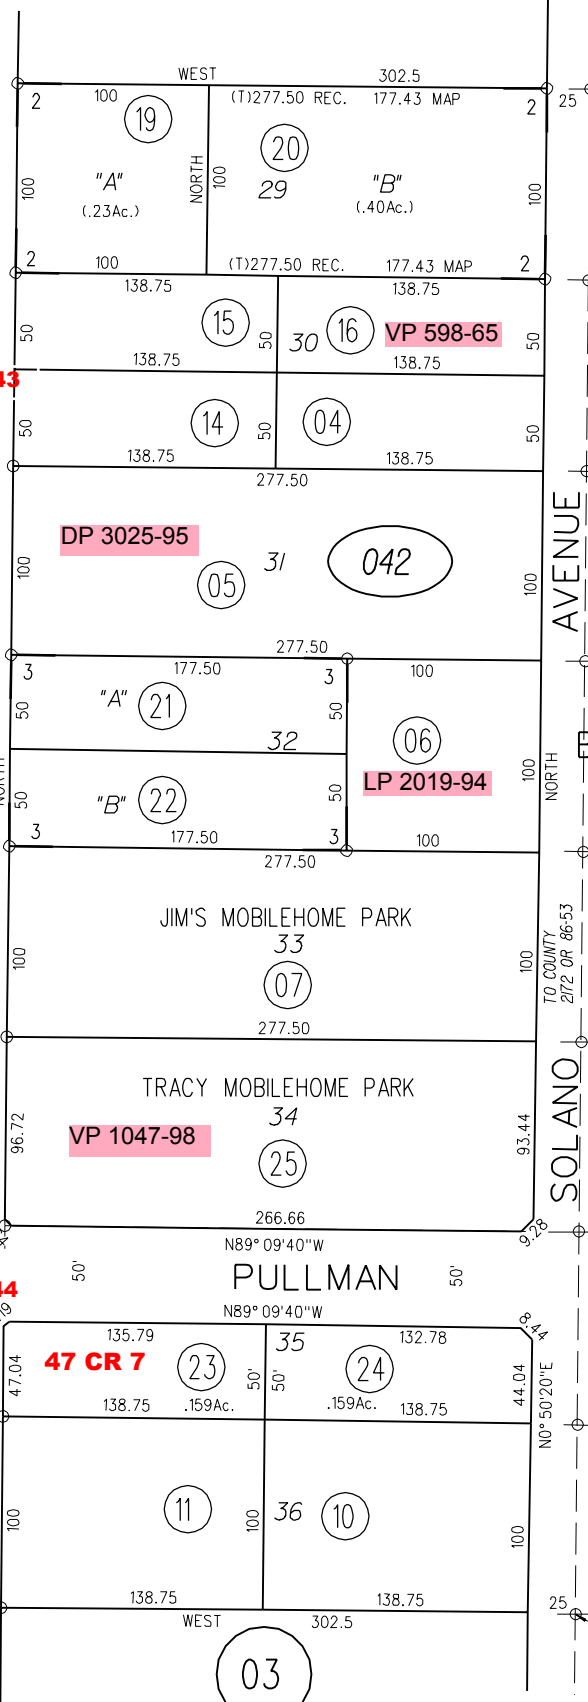 WEST 302.5
2 100 (T)277.50 REC. 177.43 MAP 2 25
19 20
"A" NORTH 100 29 "B"
100 (.23Ac.) (.40Ac.) 100
2 100 (T)277.50 REC. 177.43 MAP 2
138.75 138.75
50 15 50 30 16 VP 598-65 50
138.75 138.75
43
50 14 50 04 50
138.75 138.75
277.50
DP 3025-95
100 05 31 042 100
AVENUE
277.50
3 177.50 3 100
50 "A" 21 50
32 06
100 NORTH
NORTH
50 "B" 22 50 LP 2019-94
3 177.50 3 100
277.50
JIM'S MOBILEHOME PARK
33
100 07 100
TO COUNTY
2172 OR 86-53
277.50
TRACY MOBILEHOME PARK
34
96.72 VP 1047-98 25 93.44
SOLANO
266.66
N89°09'40"W 9.28
50' PULLMAN 50'
44
N89°09'40"W
135.79 35 132.78 8.44
47.04 47 CR 7 23 50' 50' 24 44.04
138.75 .159Ac. .159Ac. 138.75
N0°50'20"E
100 11 100 36 10 100
138.75 138.75 25
WEST 302.5
03